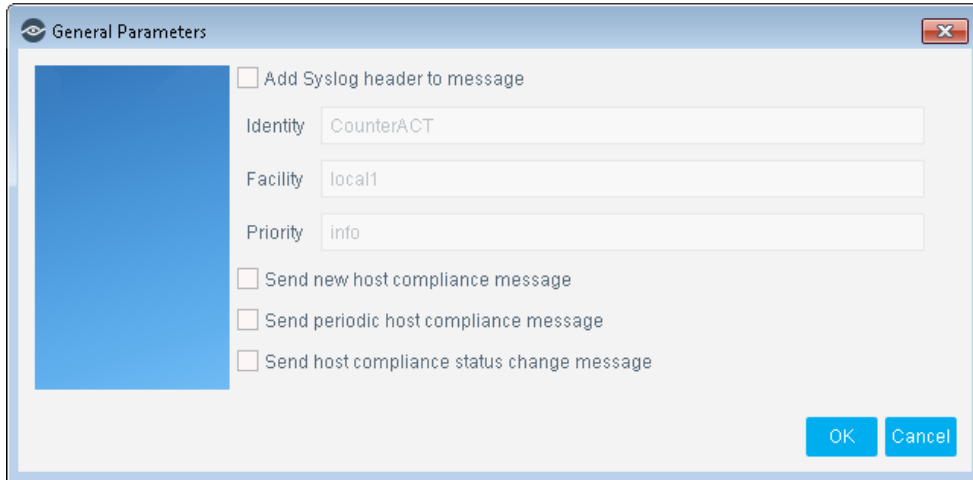 General Parameters
Add Syslog header to message
Identity CounterACT
Facility local1
Priority info
Send new host compliance message
Send periodic host compliance message
Send host compliance status change message
OK Cancel